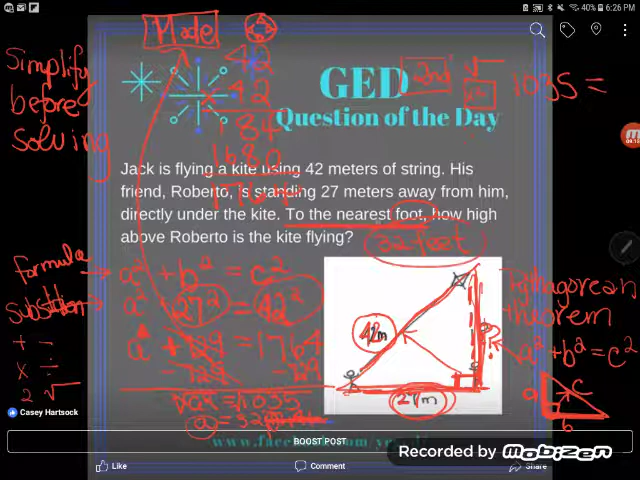 40% 6:26 PM
Mode
Simplify
before
solving
42
42
84
1680
1764
GED
Question of the Day
2nd √
1035 =
Jack is flying a kite using 42 meters of string. His
friend, Roberto, is standing 27 meters away from him,
directly under the kite. To the nearest foot, how high
above Roberto is the kite flying?
32 feet
formula
a² + b² = c²
substitution
a² 27² = 42²
+ -
x ÷
2 √
a² + 729 = 1764
- 729 - 729
√a² = 1035
a = 32
42m
27m
?
Pythagorean
theorem
a² + b² = c²
a
c
b
Casey Hartsock
BOOST POST
Like
Comment
Share
Recorded by Mobizen